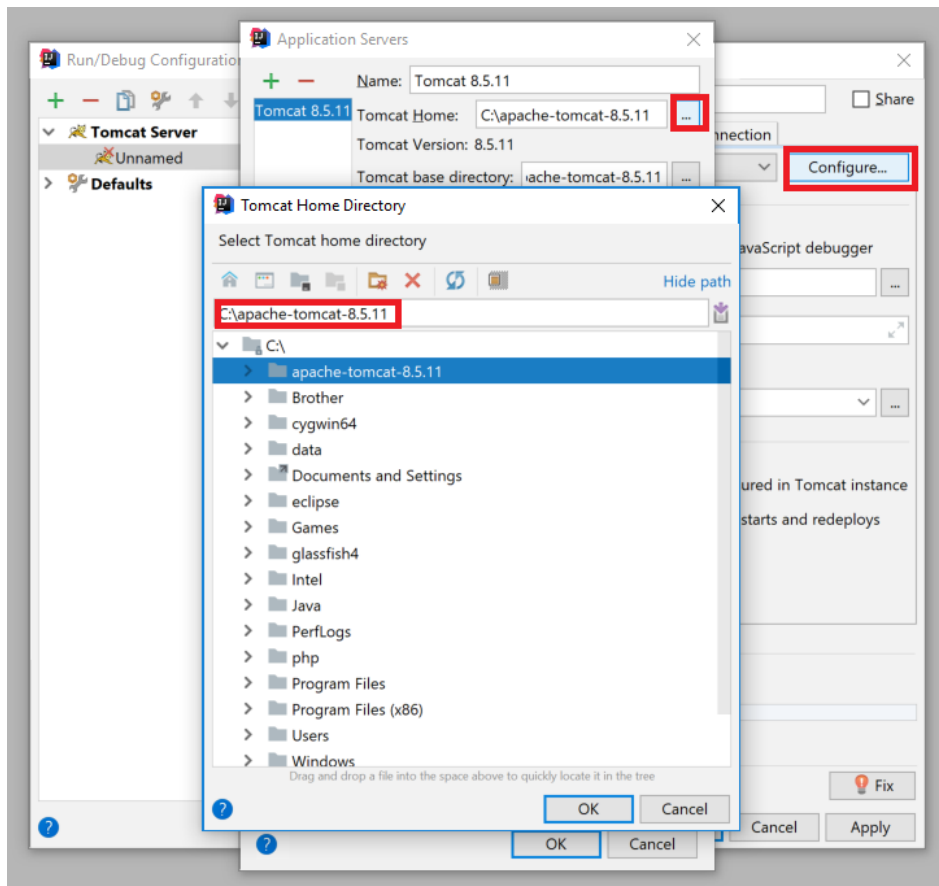 Application Servers
Run/Debug Configuration
Name: Tomcat 8.5.11
Tomcat 8.5.11
Tomcat Home: C:\apache-tomcat-8.5.11 ...
Share
Tomcat Version: 8.5.11
Tomcat Server
Unnamed
Defaults
Tomcat base directory: ache-tomcat-8.5.11 ...
nnection
Configure...
Tomcat Home Directory
Select Tomcat home directory
avaScript debugger
Hide path
...
C:\apache-tomcat-8.5.11
C:\
apache-tomcat-8.5.11
Brother
...
cygwin64
data
Documents and Settings
ured in Tomcat instance
eclipse
starts and redeploys
Games
glassfish4
Intel
Java
PerfLogs
php
Program Files
Program Files (x86)
Users
Windows
Drag and drop a file into the space above to quickly locate it in the tree
Fix
? OK Cancel
? Cancel Apply
? OK Cancel